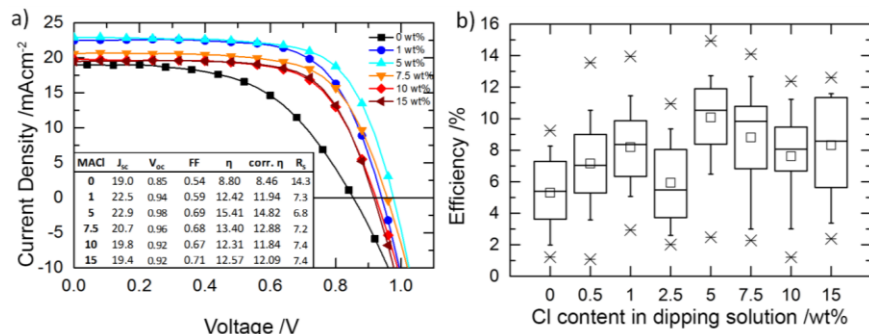 a)
Current Density /mAcm-2
25
20
15
10
5
0
-5
-10
0 wt%
1 wt%
5 wt%
7.5 wt%
10 wt%
15 wt%
MACl Jsc Voc FF η corr. η Rs
0 19.0 0.85 0.54 8.80 8.46 14.3
1 22.5 0.94 0.59 12.42 11.94 7.3
5 22.9 0.98 0.69 15.41 14.82 6.8
7.5 20.7 0.96 0.68 13.40 12.88 7.2
10 19.8 0.92 0.67 12.31 11.84 7.4
15 19.4 0.92 0.71 12.57 12.09 7.4
0.0 0.2 0.4 0.6 0.8 1.0
Voltage /V
b)
Efficiency /%
16
14
12
10
8
6
4
2
0
0 0.5 1 2.5 5 7.5 10 15
Cl content in dipping solution /wt%